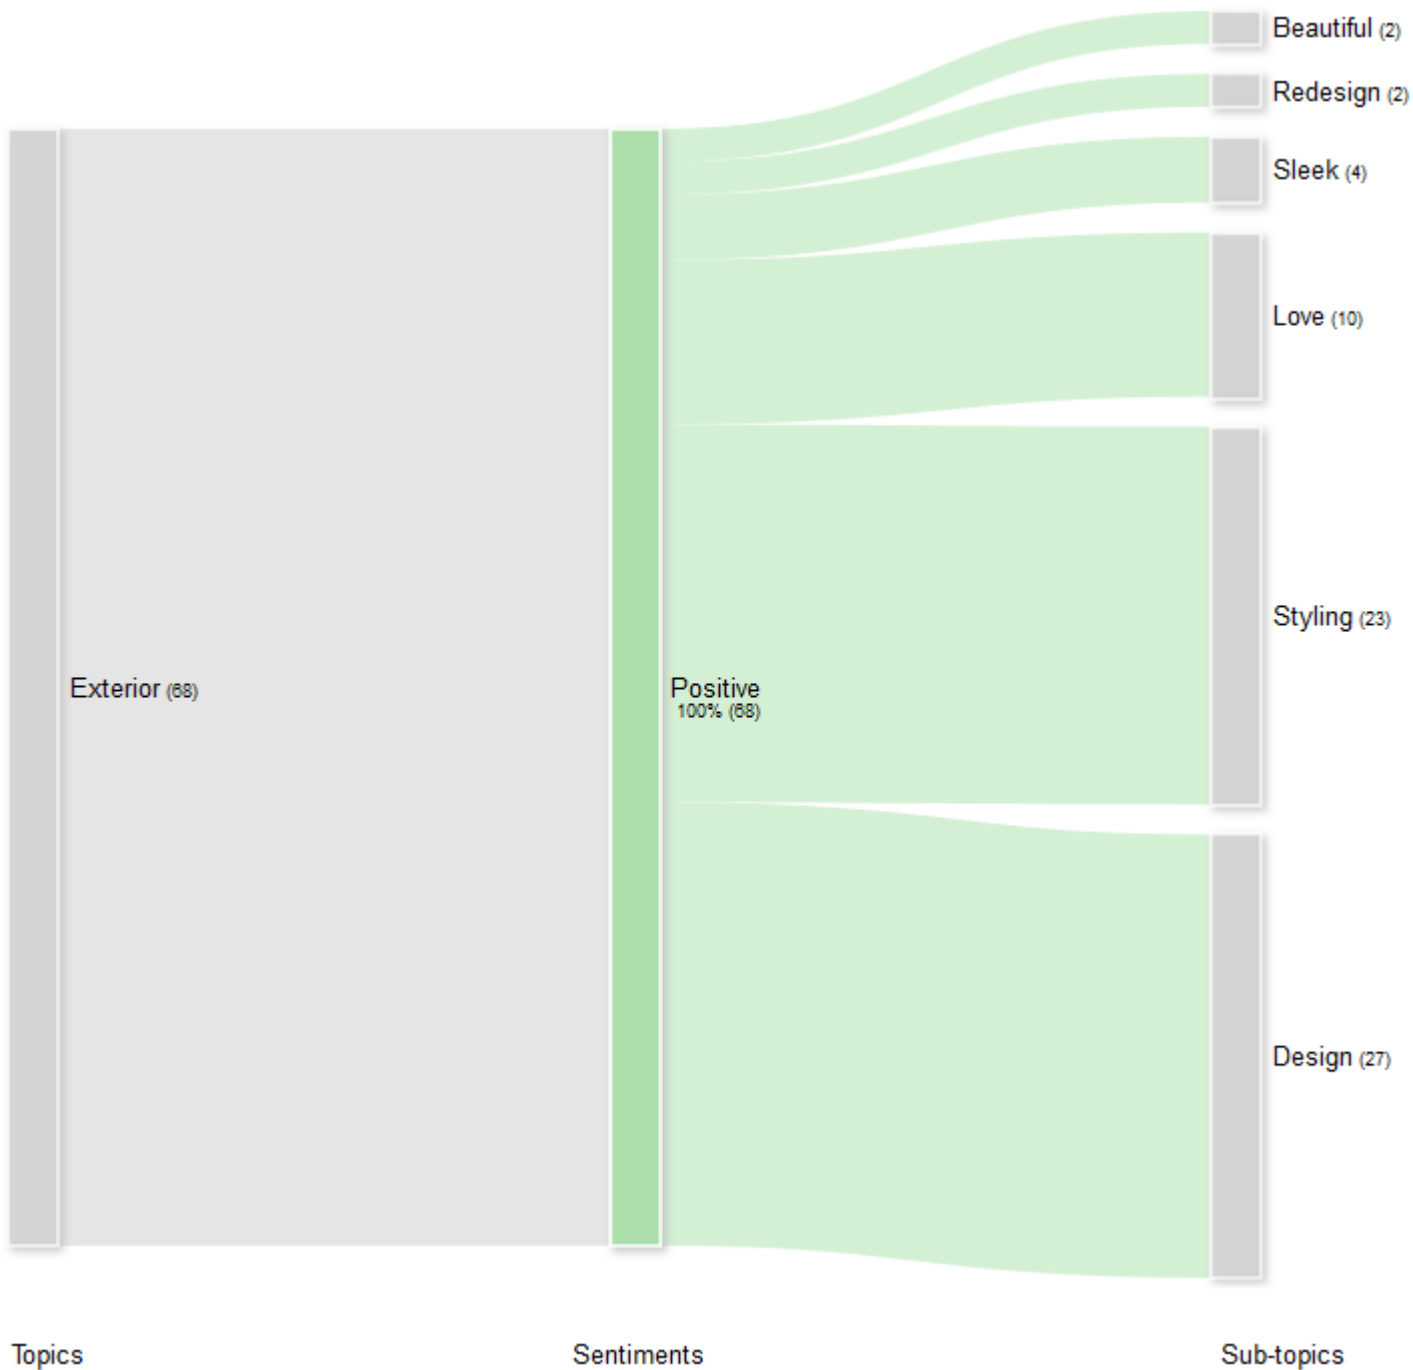 Beautiful (2)
Redesign (2)
Sleek (4)
Love (10)
Styling (23)
Exterior (68)
Positive
100% (68)
Design (27)
Topics
Sentiments
Sub-topics